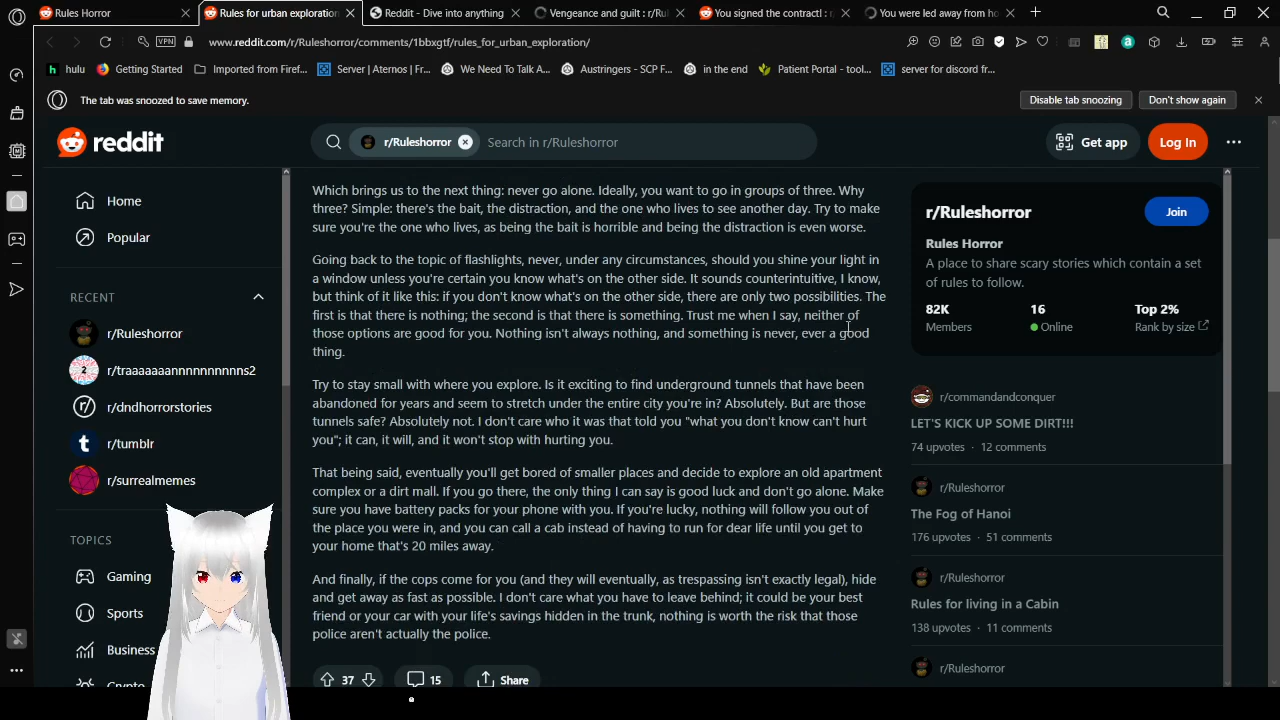 Rules Horror
Rules for urban exploration
Reddit - Dive into anything
Vengeance and guilt : r/Rul
You signed the contract! : r
You were led away from ho
VPN
www.reddit.com/r/Ruleshorror/comments/1bbxgtf/rules_for_urban_exploration/
hulu
Getting Started
Imported from Firef...
Server | Aternos | Fr...
We Need To Talk A...
Austringers - SCP F...
in the end
Patient Portal - tool...
server for discord fr...
The tab was snoozed to save memory.
Disable tab snoozing
Don't show again
reddit
r/Ruleshorror
Search in r/Ruleshorror
Get app
Log In
Home
Popular
RECENT
r/Ruleshorror
2
r/traaaaaaannnnnnnnnns2
r/dndhorrorstories
t
r/tumblr
r/surrealmemes
TOPICS
Gaming
Sports
Business
Crypto
Which brings us to the next thing: never go alone. Ideally, you want to go in groups of three. Why
three? Simple: there's the bait, the distraction, and the one who lives to see another day. Try to make
sure you're the one who lives, as being the bait is horrible and being the distraction is even worse.
Going back to the topic of flashlights, never, under any circumstances, should you shine your light in
a window unless you're certain you know what's on the other side. It sounds counterintuitive, I know,
but think of it like this: if you don't know what's on the other side, there are only two possibilities. The
first is that there is nothing; the second is that there is something. Trust me when I say, neither of
those options are good for you. Nothing isn't always nothing, and something is never, ever a good
thing.
Try to stay small with where you explore. Is it exciting to find underground tunnels that have been
abandoned for years and seem to stretch under the entire city you're in? Absolutely. But are those
tunnels safe? Absolutely not. I don't care who it was that told you "what you don't know can't hurt
you"; it can, it will, and it won't stop with hurting you.
That being said, eventually you'll get bored of smaller places and decide to explore an old apartment
complex or a dirt mall. If you go there, the only thing I can say is good luck and don't go alone. Make
sure you have battery packs for your phone with you. If you're lucky, nothing will follow you out of
the place you were in, and you can call a cab instead of having to run for dear life until you get to
your home that's 20 miles away.
And finally, if the cops come for you (and they will eventually, as trespassing isn't exactly legal), hide
and get away as fast as possible. I don't care what you have to leave behind; it could be your best
friend or your car with your life's savings hidden in the trunk, nothing is worth the risk that those
police aren't actually the police.
37
15
Share
r/Ruleshorror
Join
Rules Horror
A place to share scary stories which contain a set
of rules to follow.
82K
16
Top 2%
Members
Online
Rank by size
r/commandandconquer
LET'S KICK UP SOME DIRT!!!
74 upvotes · 12 comments
r/Ruleshorror
The Fog of Hanoi
176 upvotes · 51 comments
r/Ruleshorror
Rules for living in a Cabin
138 upvotes · 11 comments
r/Ruleshorror